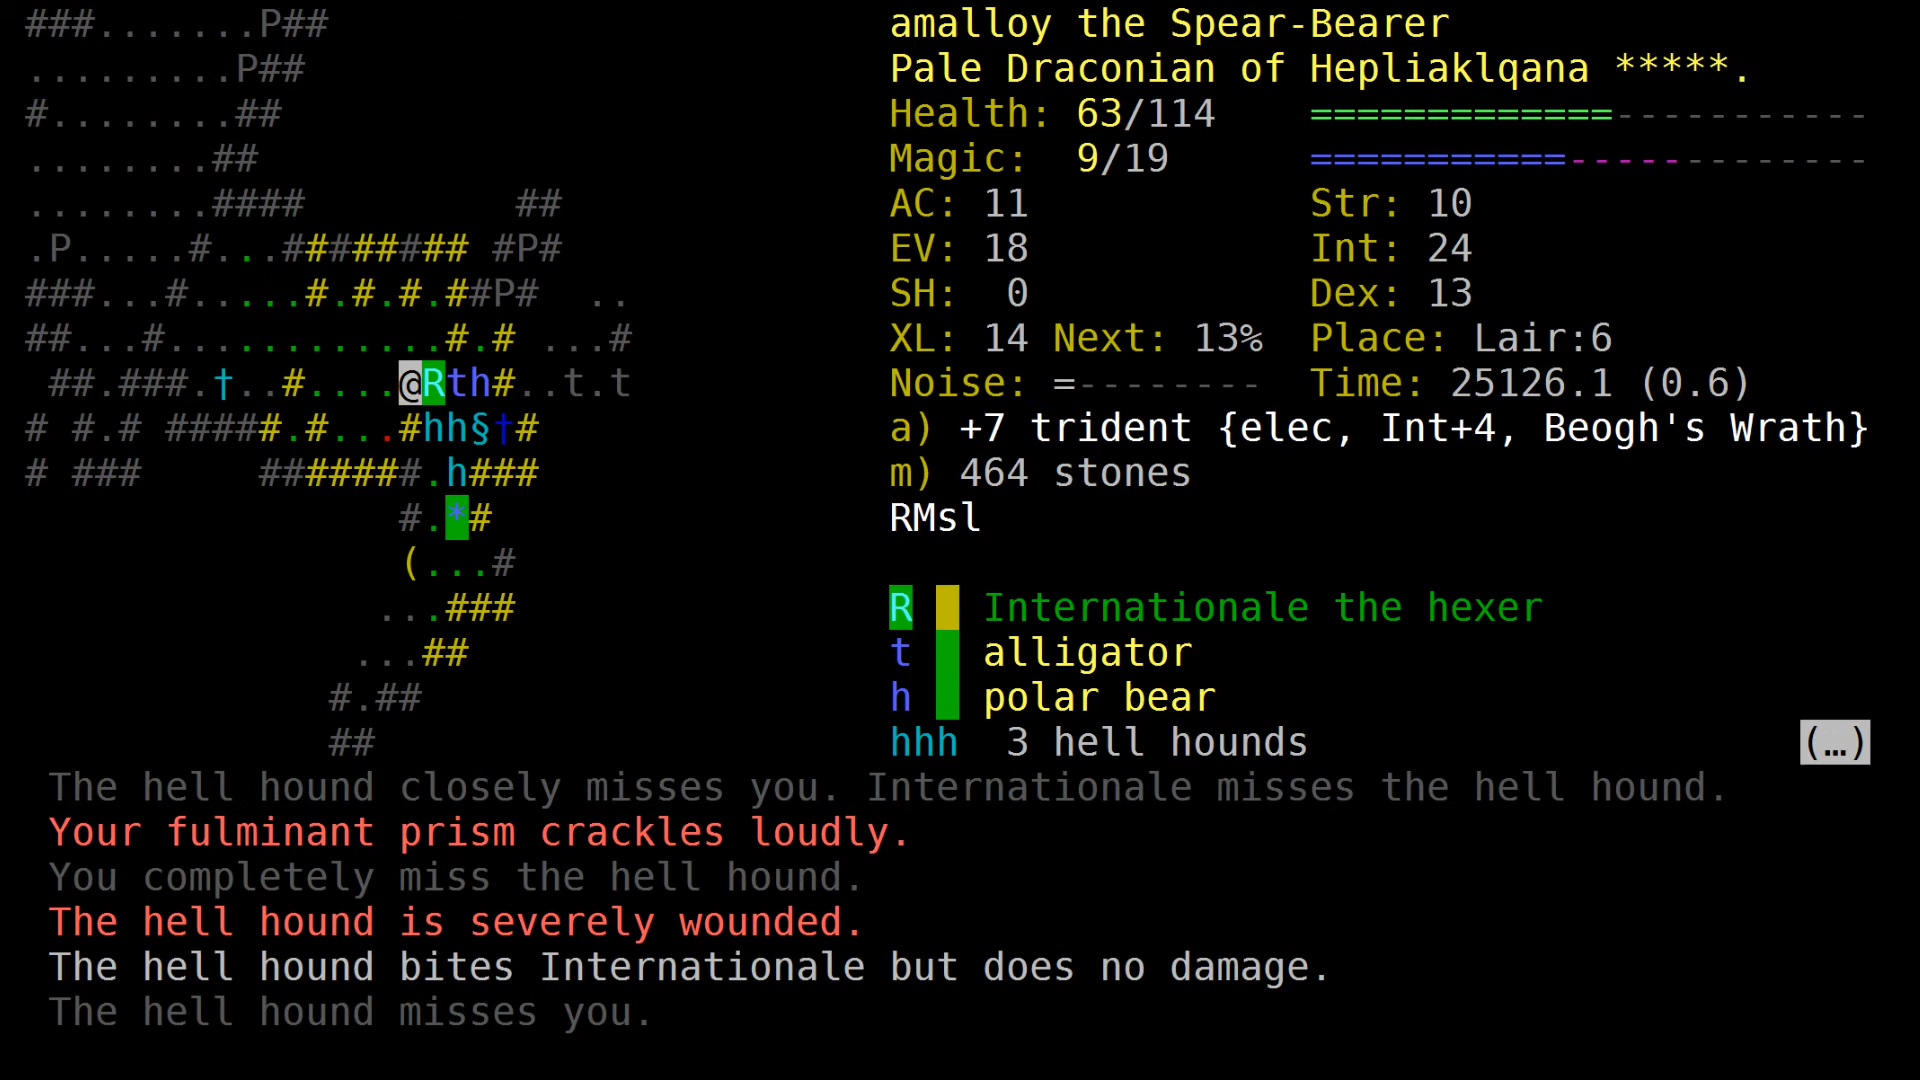 ###.......P## amalloy the Spear-Bearer
.........P## Pale Draconian of Hepliaklqana *****.
#........## Health: 63/114 =============-----------
........## Magic: 9/19 ===========-------------
........#### ## AC: 11 Str: 10
.P.....#...######## #P# EV: 18 Int: 24
###...#.....#.#.#.##P# .. SH: 0 Dex: 13
##...#............#.# ...# XL: 14 Next: 13% Place: Lair:6
##.###.†..#....@Rth#..t.t Noise: =-------- Time: 25126.1 (0.6)
# #.# #####.#...#hh§†# a) +7 trident {elec, Int+4, Beogh's Wrath}
# ### #######.h### m) 464 stones
#.*# RMsl
(...#
...### R Internationale the hexer
...## t alligator
#.## h polar bear
## hhh 3 hell hounds (…)
The hell hound closely misses you. Internationale misses the hell hound.
Your fulminant prism crackles loudly.
You completely miss the hell hound.
The hell hound is severely wounded.
The hell hound bites Internationale but does no damage.
The hell hound misses you.